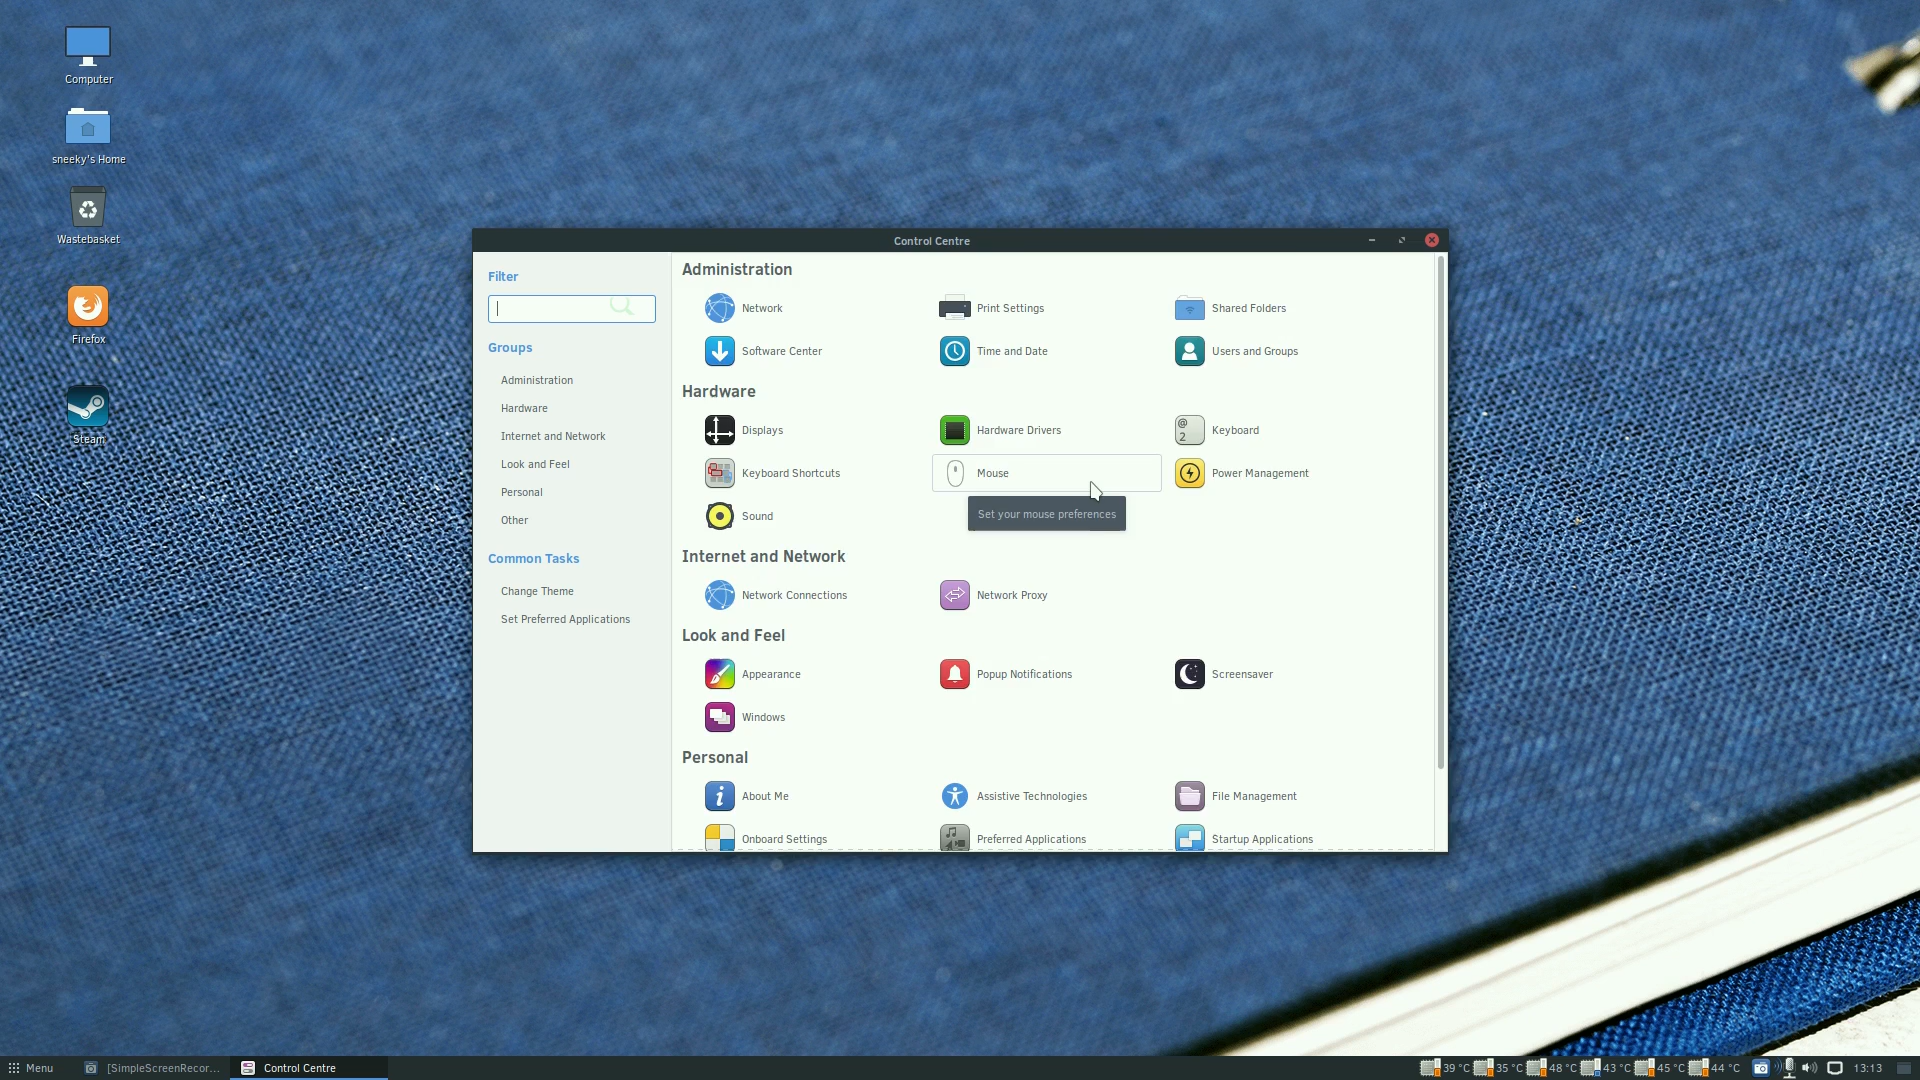 Computer
sneeky's Home
Wastebasket
Firefox
Steam
Control Centre
Filter
Groups
Administration
Hardware
Internet and Network
Look and Feel
Personal
Other
Common Tasks
Change Theme
Set Preferred Applications
Administration
Network
Print Settings
Shared Folders
Software Center
Time and Date
Users and Groups
Hardware
Displays
Hardware Drivers
@
2
Keyboard
Keyboard Shortcuts
Mouse
Power Management
Sound
Set your mouse preferences
Internet and Network
Network Connections
Network Proxy
Look and Feel
Appearance
Popup Notifications
Screensaver
Windows
Personal
About Me
Assistive Technologies
File Management
Onboard Settings
Preferred Applications
Startup Applications
Menu
[SimpleScreenRecor...
Control Centre
39 °C
35 °C
48 °C
43 °C
45 °C
44 °C
13:13